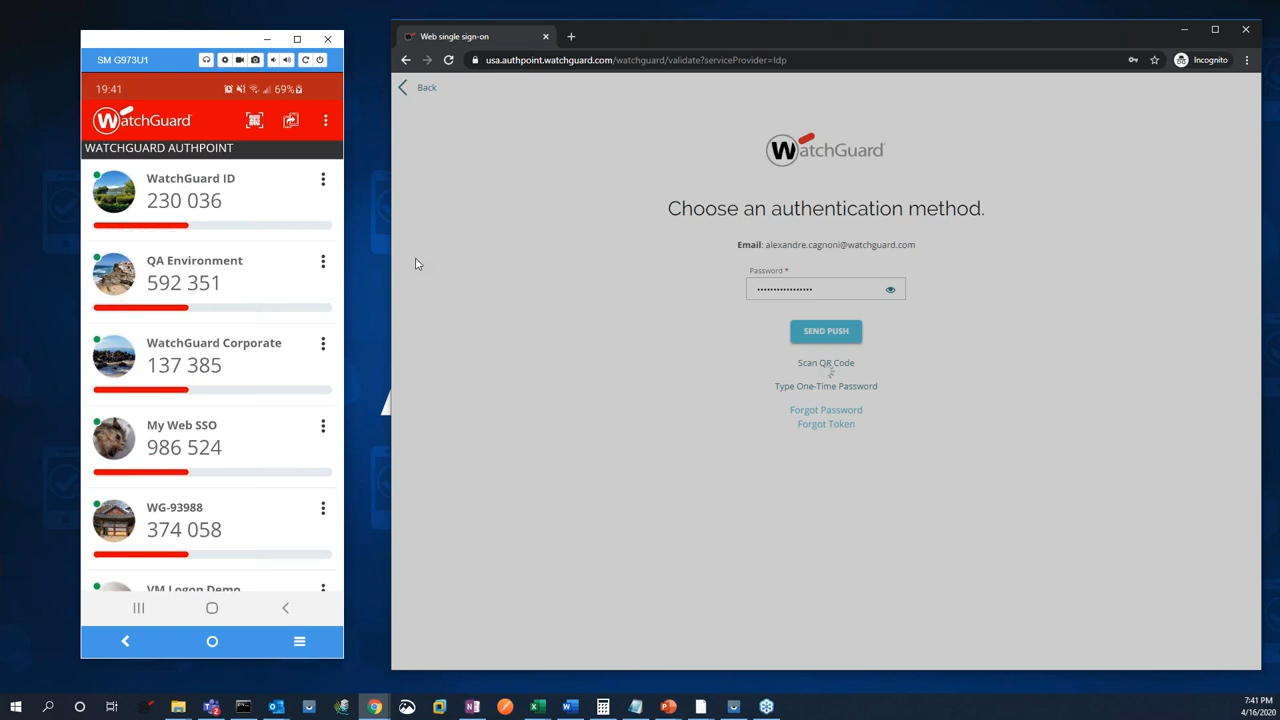 SM G973U1
19:41
69%
WatchGuard
WATCHGUARD AUTHPOINT
WatchGuard ID
230 036
QA Environment
592 351
WatchGuard Corporate
137 385
My Web SSO
986 524
WG-93988
374 058
VM Logon Demo
Web single sign-on
usa.authpoint.watchguard.com/watchguard/validate?serviceProvider=Idp
Incognito
Back
WatchGuard
Choose an authentication method.
Email: alexandre.cagnoni@watchguard.com
Password *
SEND PUSH
Scan QR Code
Type One-Time Password
Forgot Password
Forgot Token
7:41 PM
4/16/2020